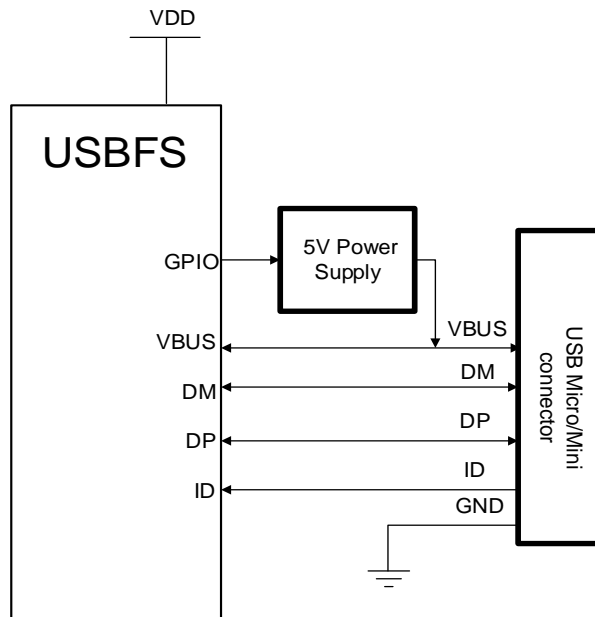 VDD
USBFS
GPIO
5V Power
Supply
VBUS
VBUS
DM
DM
DP
DP
ID
ID
GND
USB Micro/Mini
connector